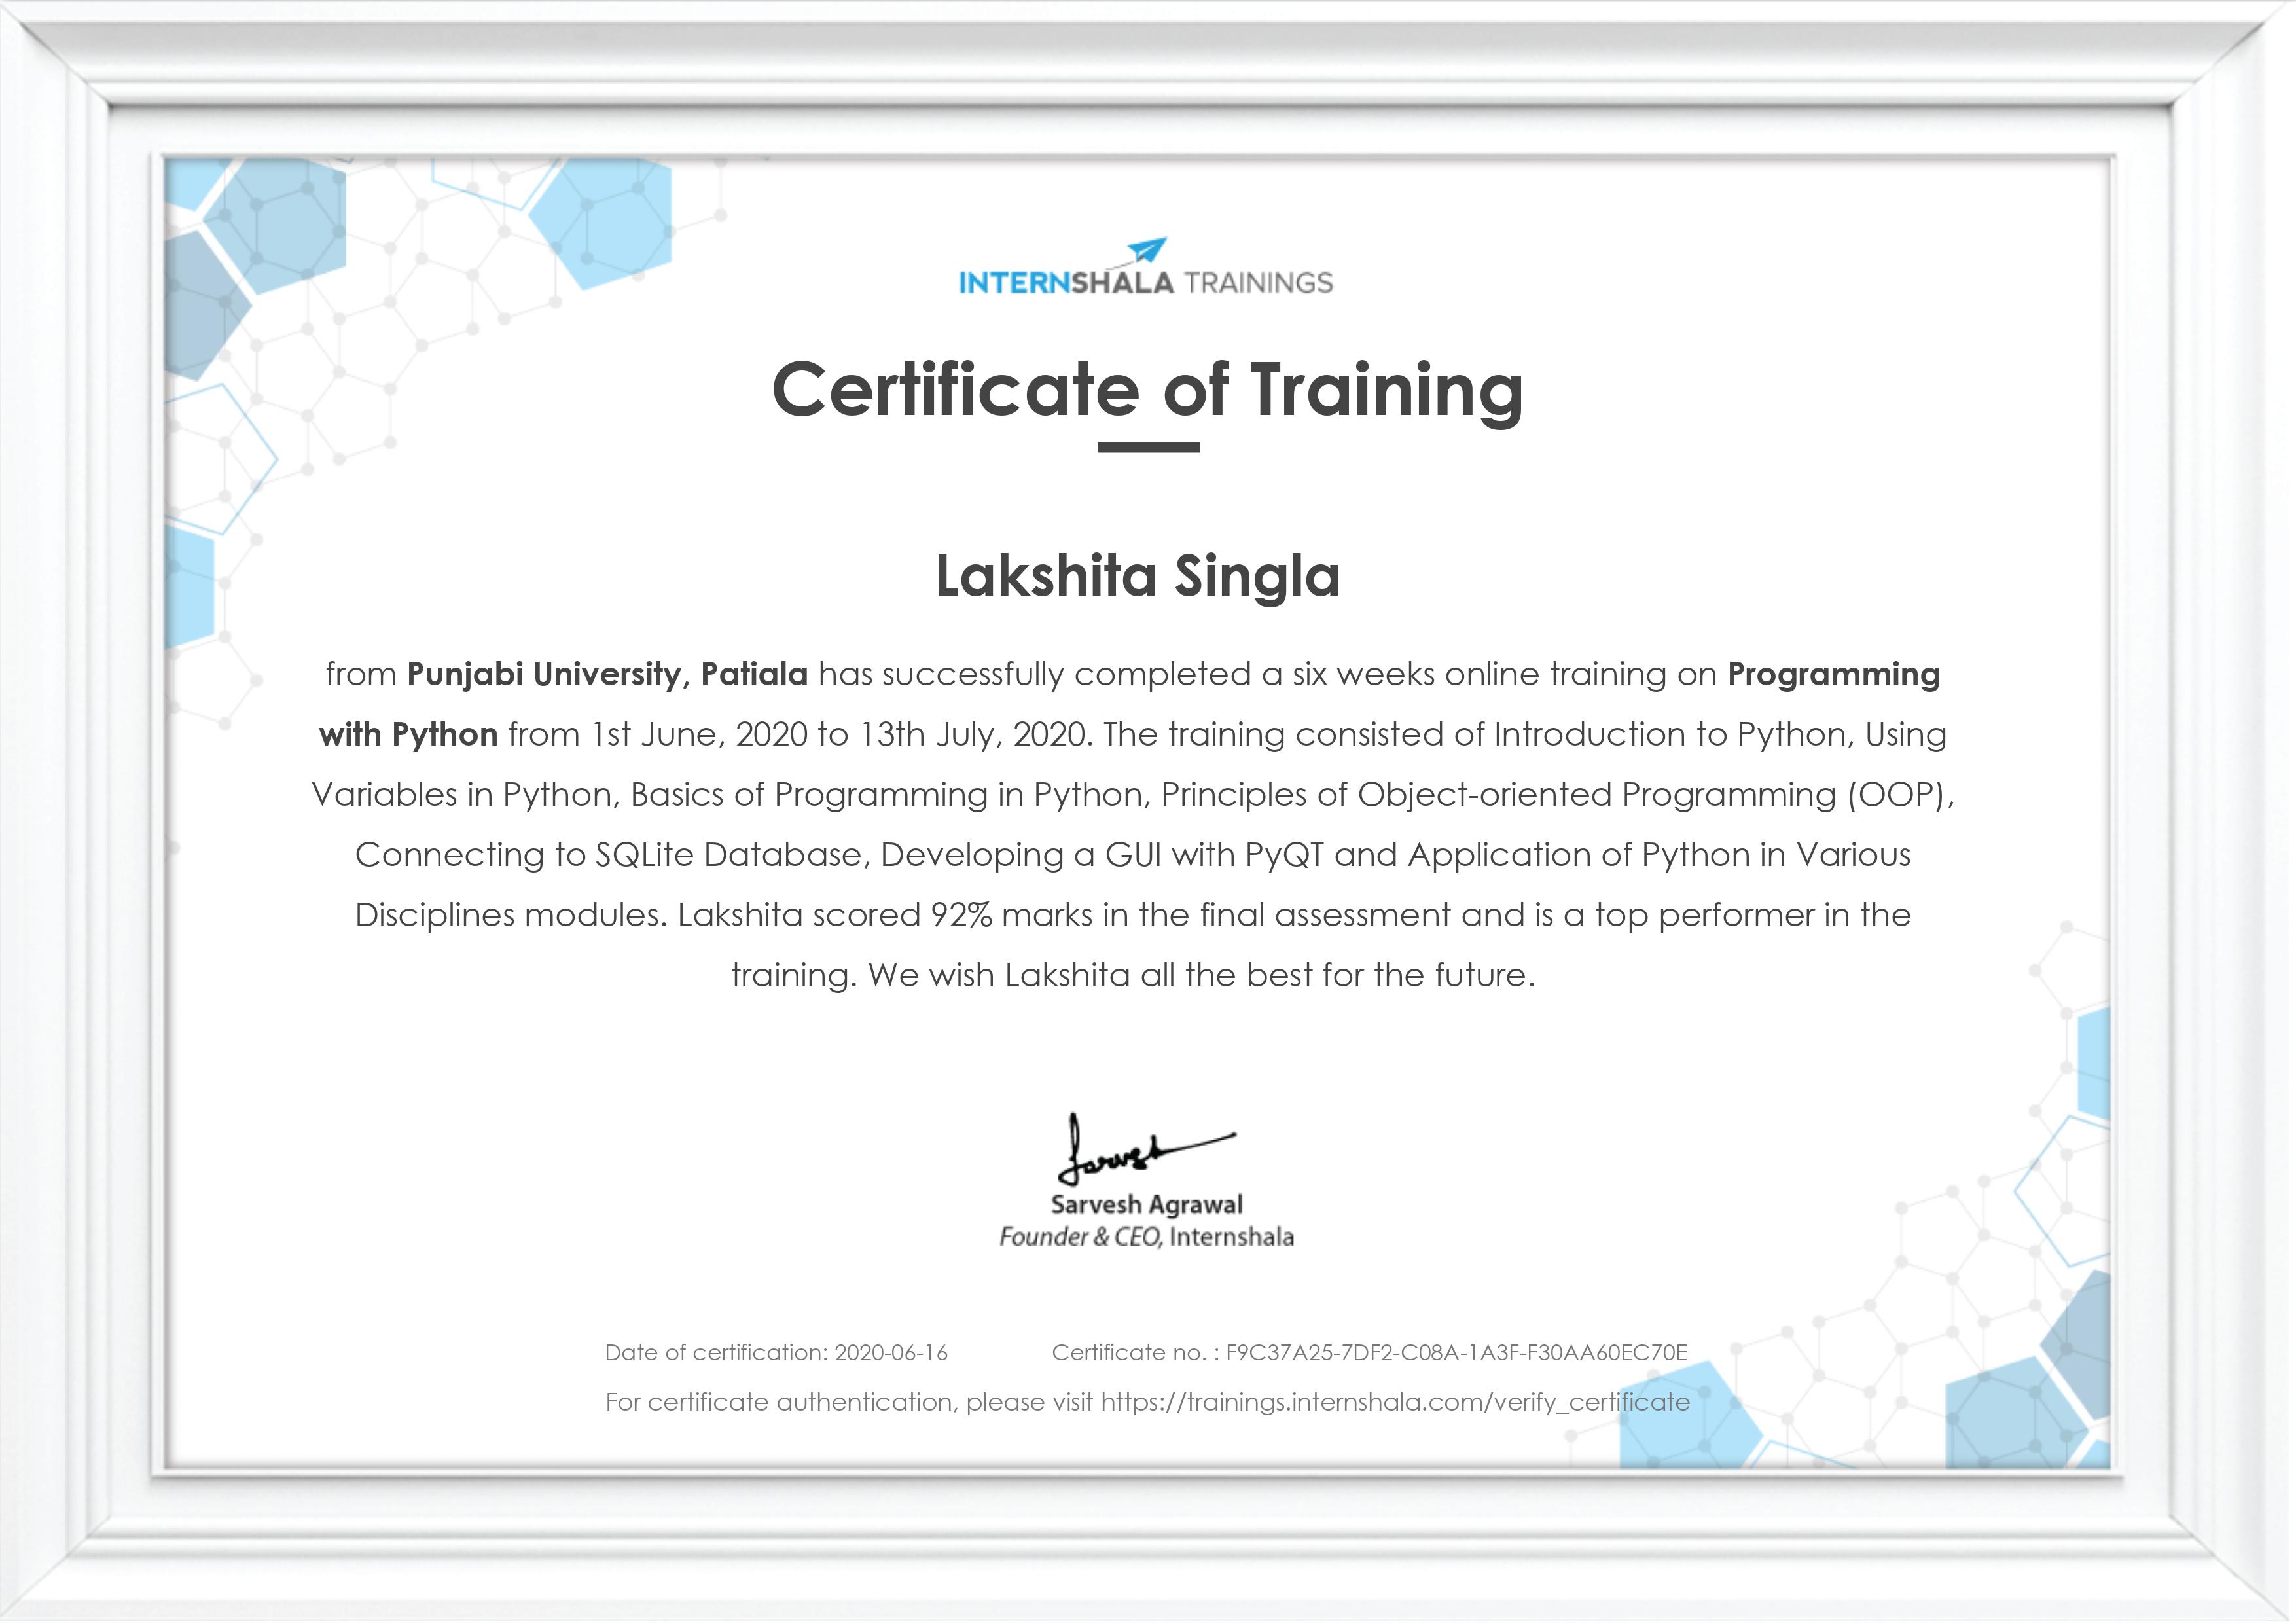 INTERNSHALA TRAININGS
Certificate of Training
Lakshita Singla
from Punjabi University, Patiala has successfully completed a six weeks online training on Programming
with Python from 1st June, 2020 to 13th July, 2020. The training consisted of Introduction to Python, Using
Variables in Python, Basics of Programming in Python, Principles of Object-oriented Programming (OOP),
Connecting to SQLite Database, Developing a GUI with PyQT and Application of Python in Various
Disciplines modules. Lakshita scored 92% marks in the final assessment and is a top performer in the
training. We wish Lakshita all the best for the future.
Sarvesh
Sarvesh Agrawal
Founder & CEO, Internshala
Date of certification: 2020-06-16 Certificate no. : F9C37A25-7DF2-C08A-1A3F-F30AA60EC70E
For certificate authentication, please visit https://trainings.internshala.com/verify_certificate